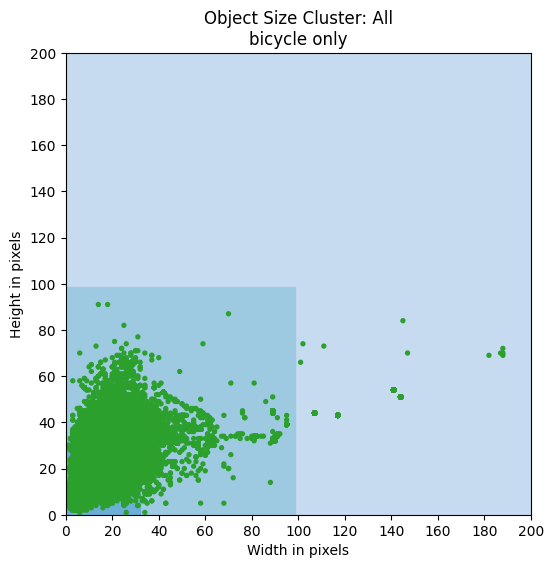 Object Size Cluster: All
bicycle only
200
180
160
140
120
100
80
60
40
20
0
Height in pixels
0 20 40 60 80 100 120 140 160 180 200
Width in pixels